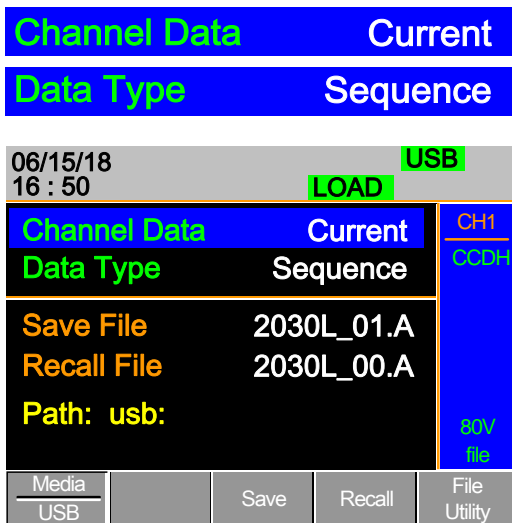 Channel Data Current
Data Type Sequence
06/15/18 USB
16 : 50 LOAD
Channel Data Current CH1
Data Type Sequence CCDH
Save File 2030L_01.A
Recall File 2030L_00.A
Path: usb:
80V
file
Media Save Recall File
USB Utility